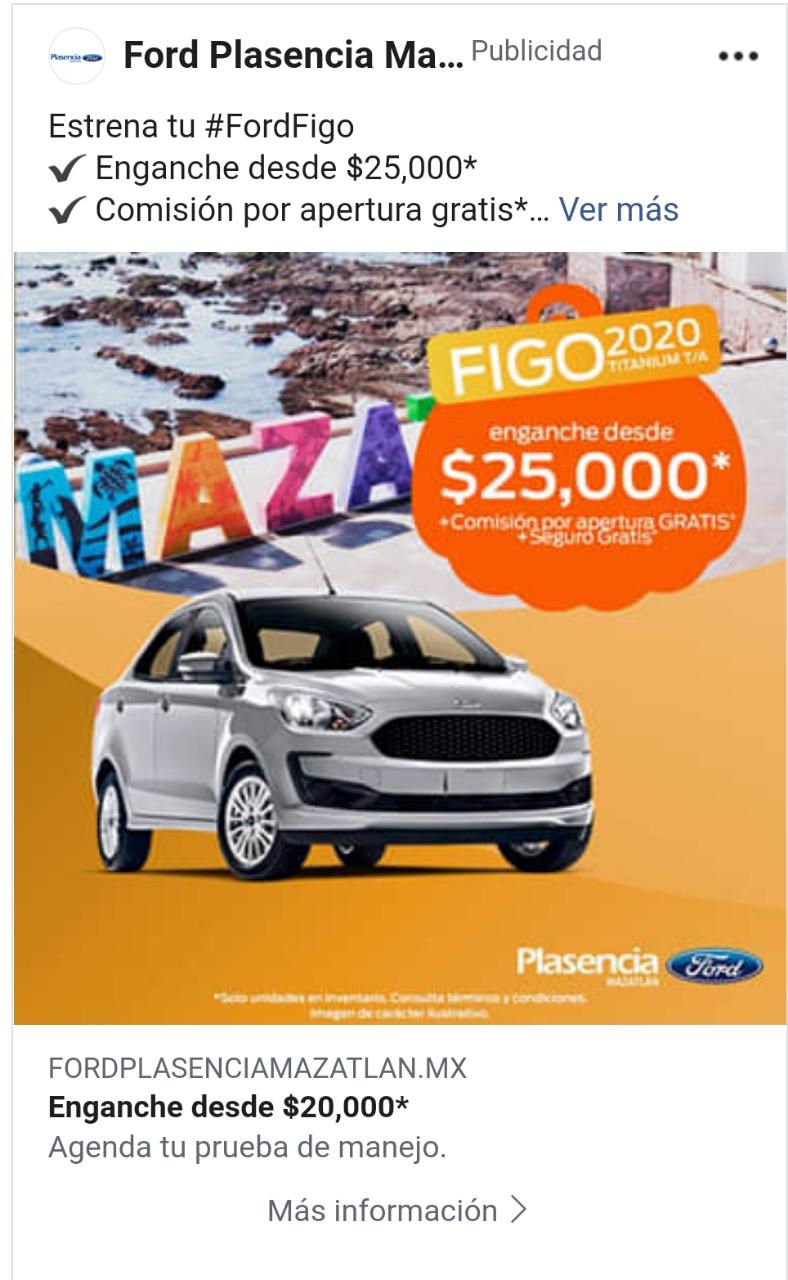 Plasencia Ford
Ford Plasencia Ma... Publicidad
Estrena tu #FordFigo
✔ Enganche desde $25,000*
✔ Comisión por apertura gratis*... Ver más
MAZA
FIGO 2020
TITANIUM T/A
enganche desde
$25,000*
+Comisión por apertura GRATIS*
+Seguro Gratis*
Plasencia Ford
MAZATLÁN
*Solo unidades en inventario. Consulta términos y condiciones.
Imagen de carácter ilustrativo.
FORDPLASENCIAMAZATLAN.MX
Enganche desde $20,000*
Agenda tu prueba de manejo.
Más información